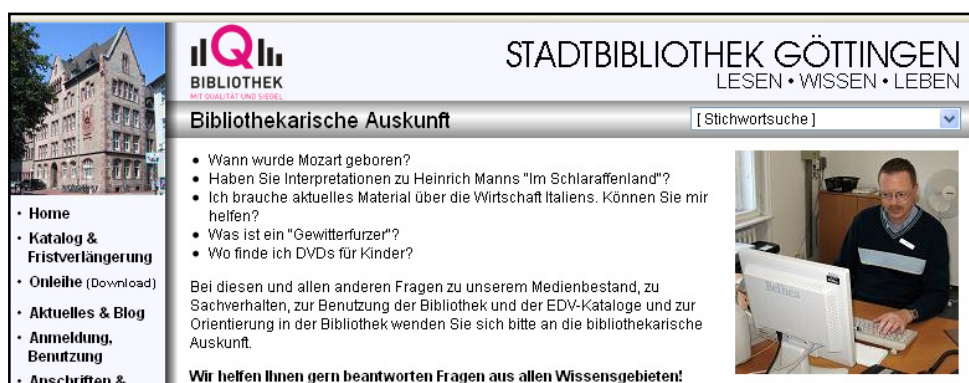 IQ
BIBLIOTHEK
MIT QUALITÄT UND SIEGEL
STADTBIBLIOTHEK GÖTTINGEN
LESEN • WISSEN • LEBEN
Bibliothekarische Auskunft
[ Stichwortsuche ]
• Home
• Katalog &
Fristverlängerung
• Onleihe (Download)
• Aktuelles & Blog
• Anmeldung,
Benutzung
• Anschriften &
• Wann wurde Mozart geboren?
• Haben Sie Interpretationen zu Heinrich Manns "Im Schlaraffenland"?
• Ich brauche aktuelles Material über die Wirtschaft Italiens. Können Sie mir
helfen?
• Was ist ein "Gewitterfurzer"?
• Wo finde ich DVDs für Kinder?
Bei diesen und allen anderen Fragen zu unserem Medienbestand, zu
Sachverhalten, zur Benutzung der Bibliothek und der EDV-Kataloge und zur
Orientierung in der Bibliothek wenden Sie sich bitte an die bibliothekarische
Auskunft.
Wir helfen Ihnen gern beantworten Fragen aus allen Wissensgebieten!
Belinea